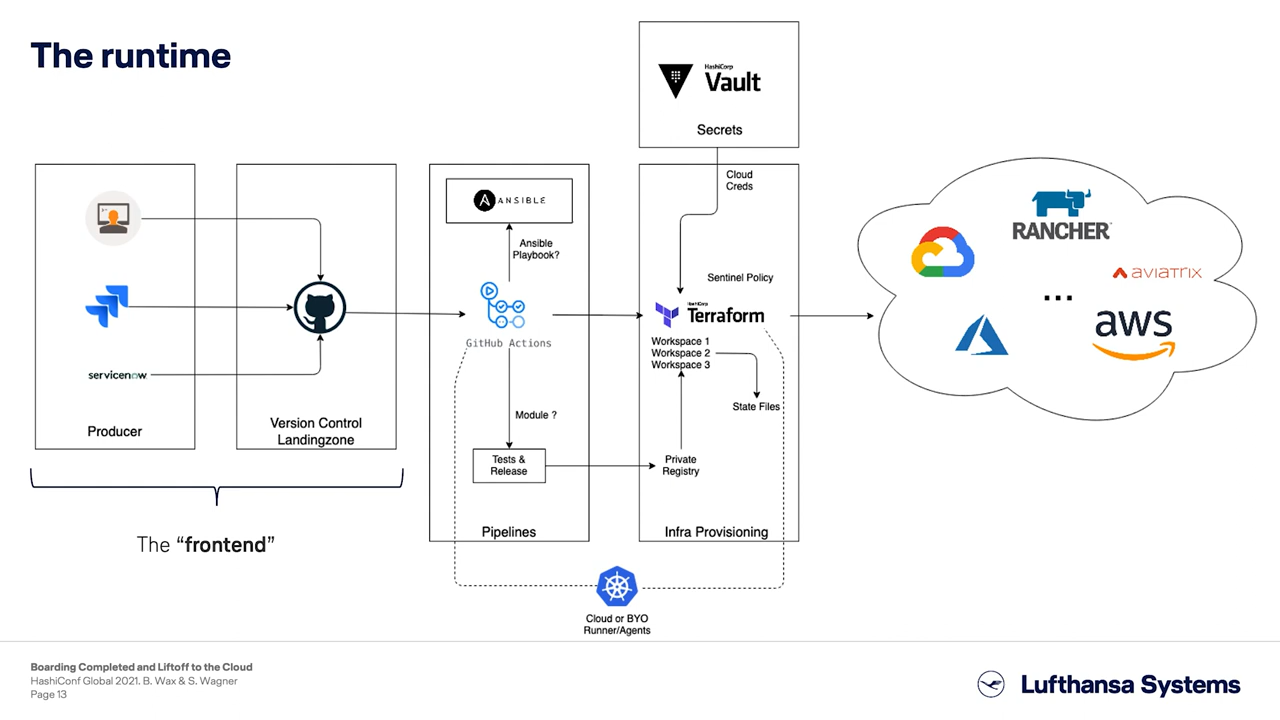 The runtime
HashiCorp
Vault
Secrets
Cloud
Creds
ANSIBLE
Ansible
Playbook?
GitHub Actions
Module ?
Tests &
Release
Pipelines
servicenow
Producer
Version Control
Landingzone
The "frontend"
Sentinel Policy
HashiCorp
Terraform
Workspace 1
Workspace 2
Workspace 3
State Files
Private
Registry
Infra Provisioning
Cloud or BYO
Runner/Agents
RANCHER™
AVIATRIX
...
aws
Boarding Completed and Liftoff to the Cloud
HashiConf Global 2021. B. Wax & S. Wagner
Page 13
Lufthansa Systems